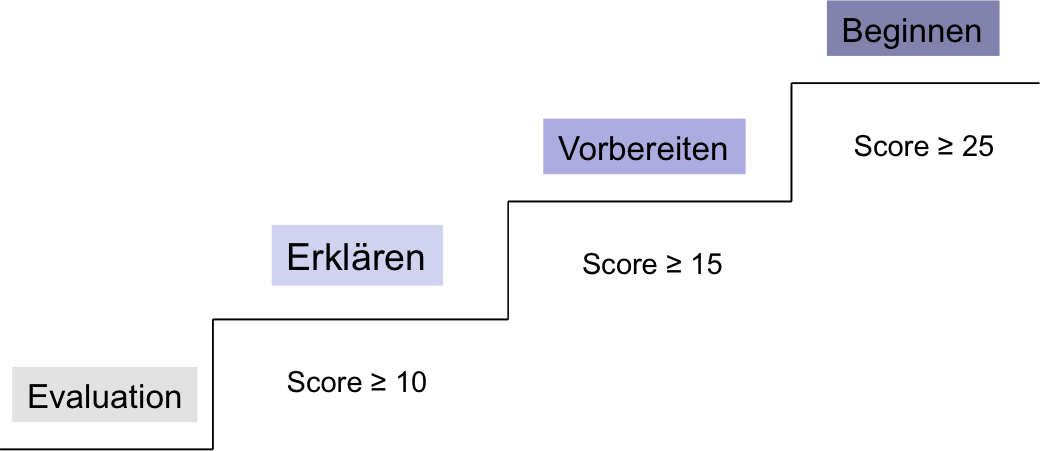 Beginnen
Score ≥ 25
Vorbereiten
Score ≥ 15
Erklären
Score ≥ 10
Evaluation